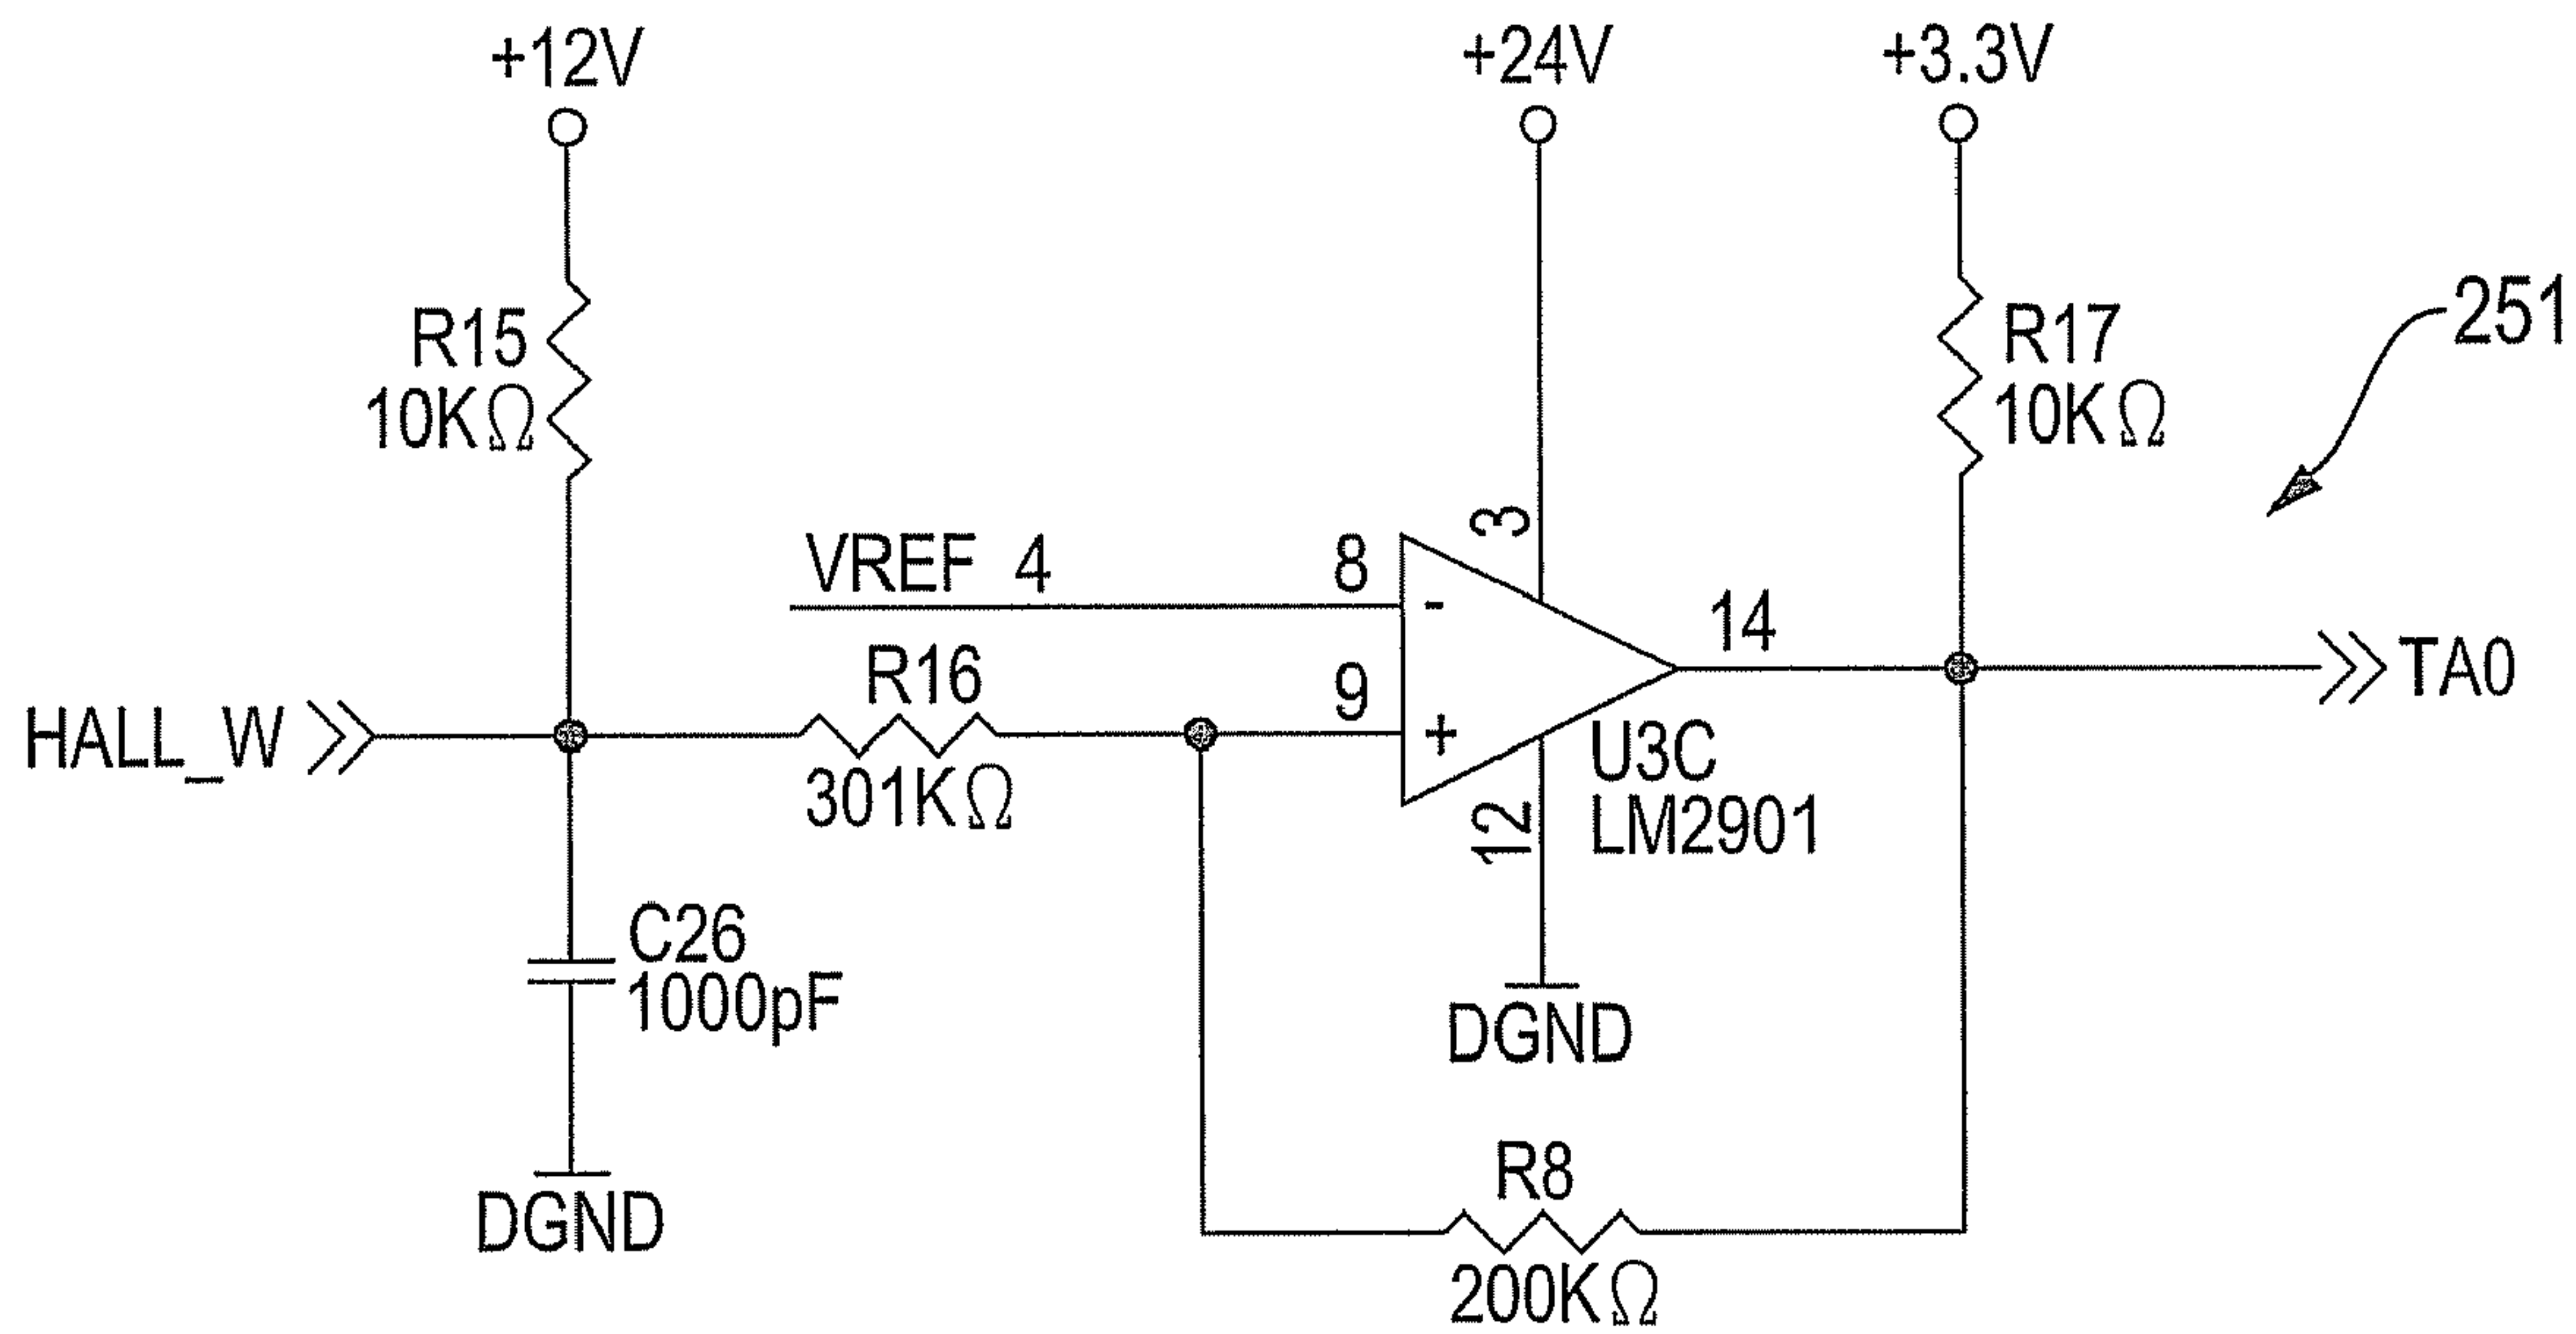 +12V
+24V
+3.3V
R15
10KΩ
R17
10KΩ
251
VREF 4
8
3
-
14
TA0
HALL_W
R16
301KΩ
9
+
12
U3C
LM2901
C26
1000pF
DGND
DGND
R8
200KΩ